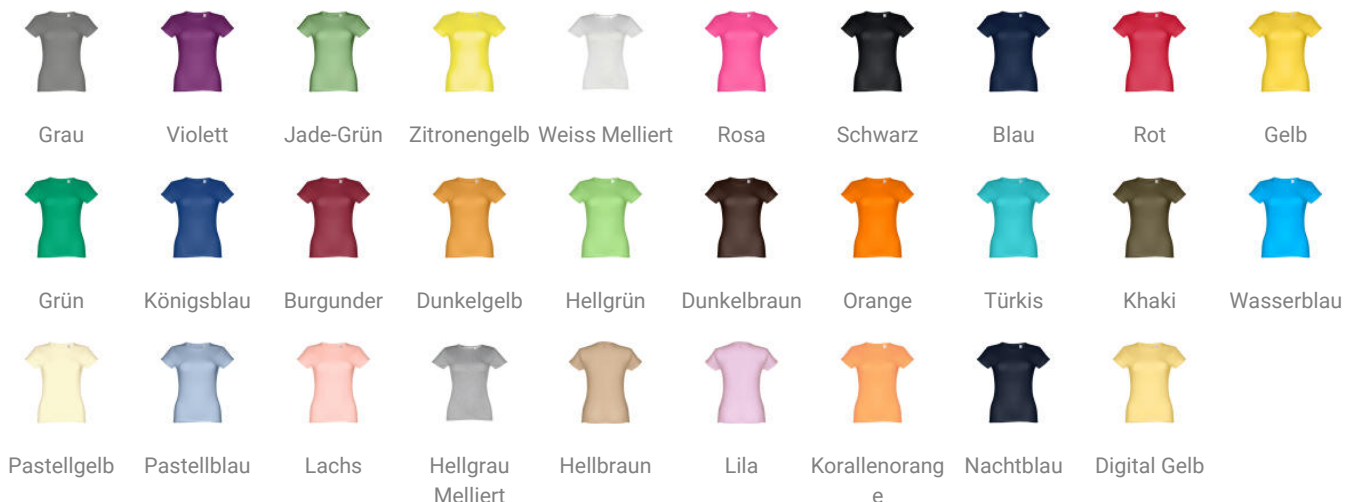 Grau Violett Jade-Grün Zitronengelb Weiss Melliert Rosa Schwarz Blau Rot Gelb
Grün Königsblau Burgunder Dunkelgelb Hellgrün Dunkelbraun Orange Türkis Khaki Wasserblau
Pastellgelb Pastellblau Lachs Hellgrau Hellbraun Lila Korallenorang Nachtblau Digital Gelb
Melliert e